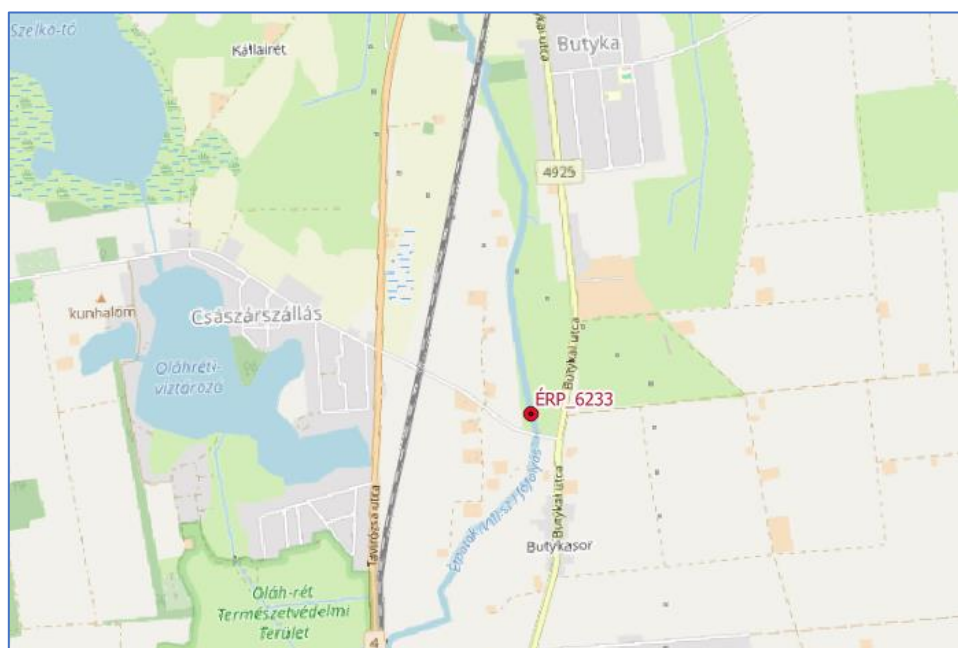 Szelkó-tó
Kállairét
Butyka
4925
kunhalom
Császárszállás
Oláhréti-
víztározó
Butykai utca
ÉRP_6233
Butykai utca
Butykasor
Tavirózsa utca
Oláh-rét
Természetvédelmi
Terület
4